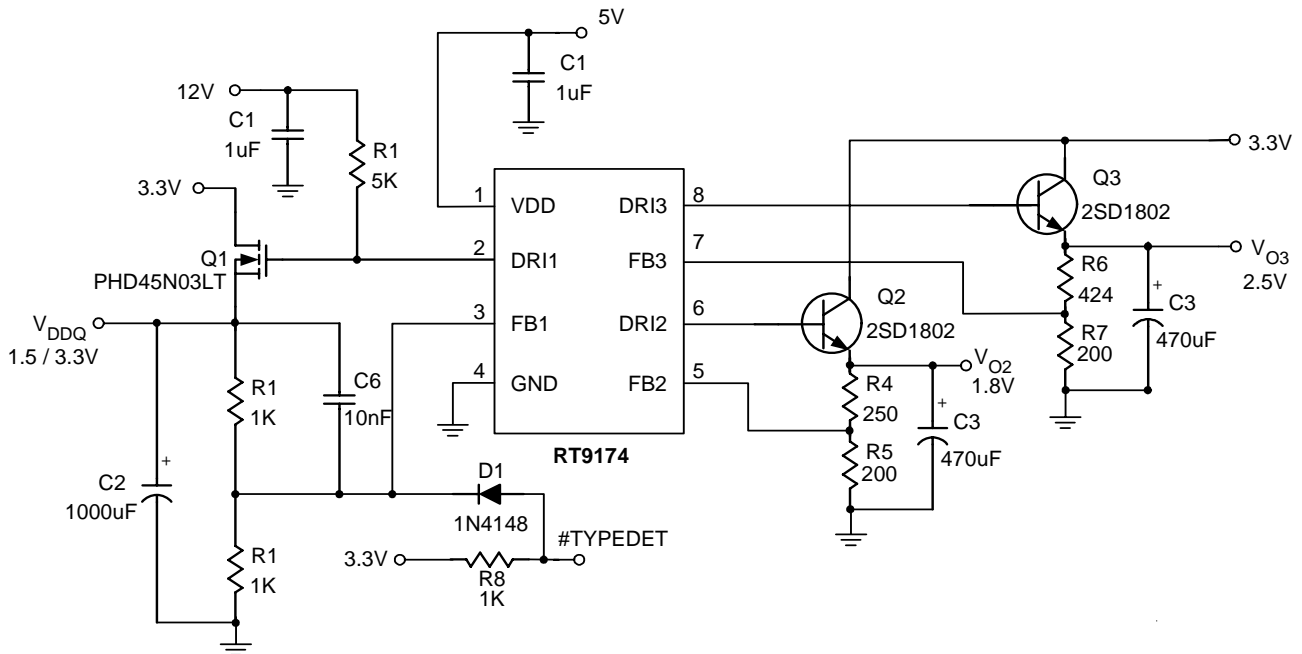 5V
C1
1uF
12V
C1
1uF
R1
5K
3.3V
3.3V
Q1
PHD45N03LT
1
VDD
2
DRI1
3
FB1
4
GND
DRI3
8
FB3
7
DRI2
6
FB2
5
RT9174
Q3
2SD1802
VO3
2.5V
R6
424
R7
200
C3
470uF
Q2
2SD1802
VO2
1.8V
R4
250
R5
200
C3
470uF
+
+
VDDQ
1.5 / 3.3V
R1
1K
C6
10nF
+
C2
1000uF
R1
1K
D1
1N4148
#TYPEDET
3.3V
R8
1K